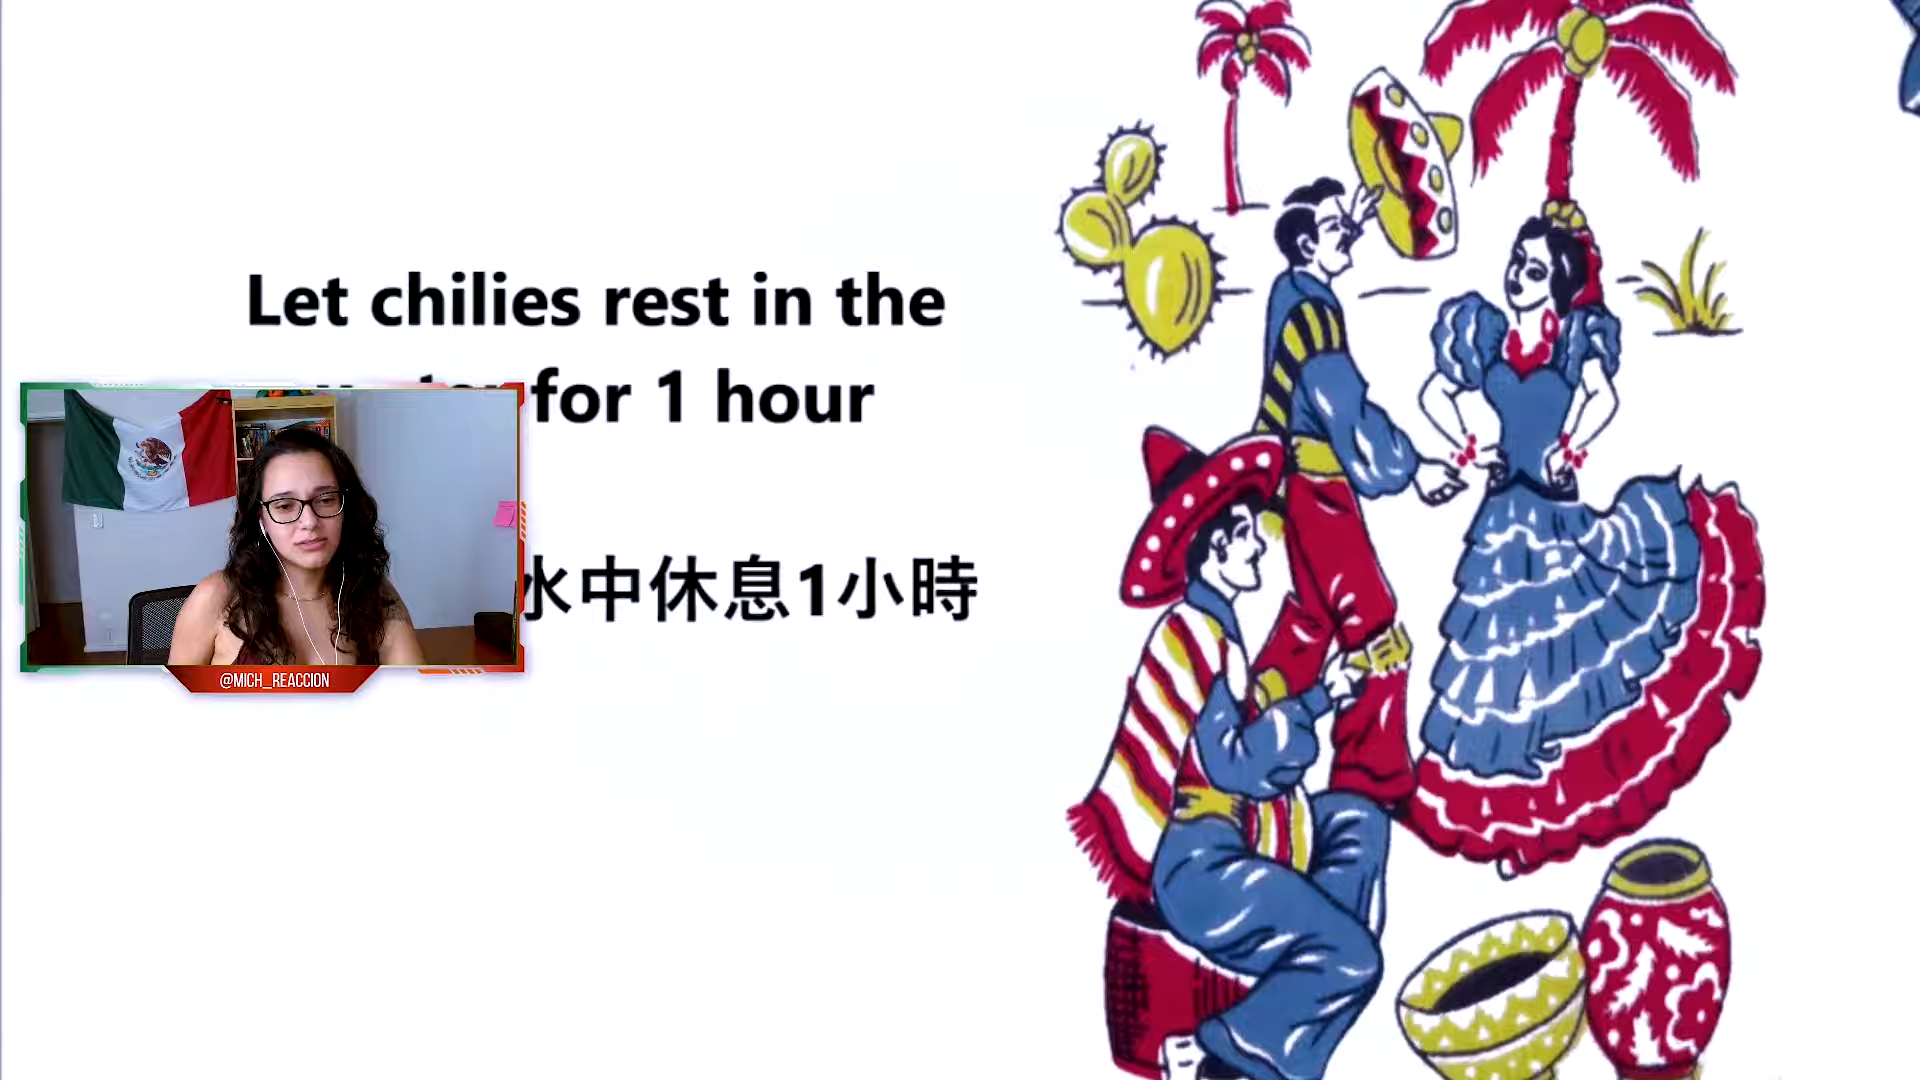 Let chilies rest in the
for 1 hour
水中休息1小時
@MICH_REACCION